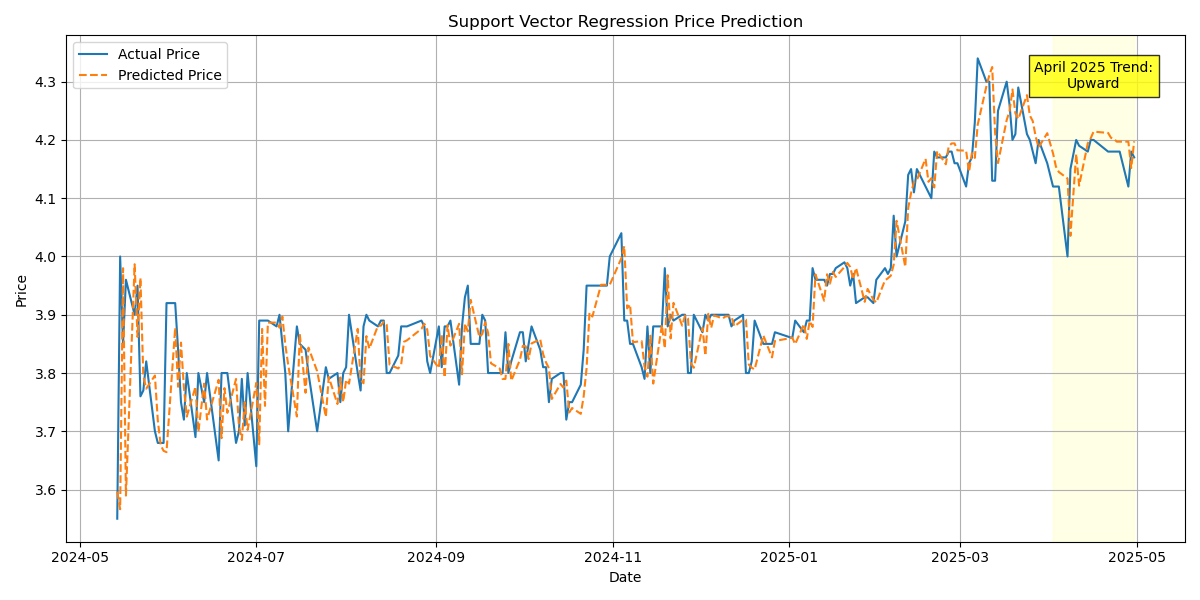 Support Vector Regression Price Prediction
Actual Price
Predicted Price
April 2025 Trend:
Upward
Price
4.3
4.2
4.1
4.0
3.9
3.8
3.7
3.6
2024-05
2024-07
2024-09
2024-11
2025-01
2025-03
2025-05
Date